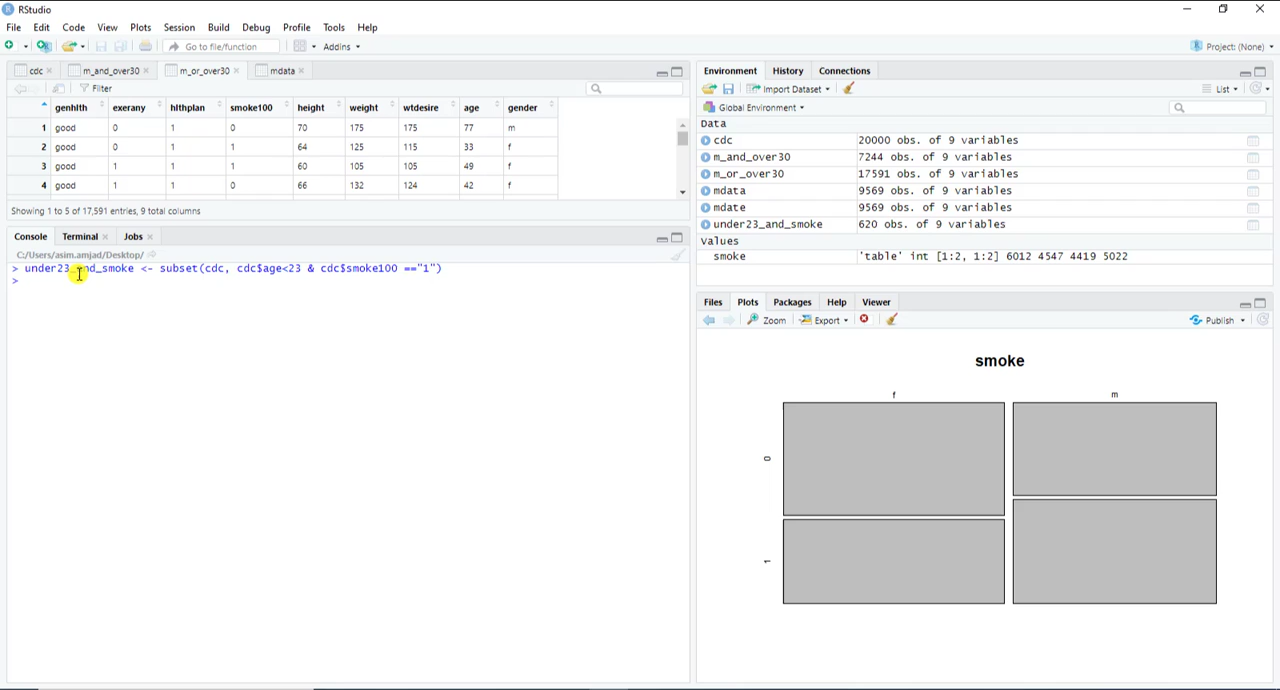 RStudio
File Edit Code View Plots Session Build Debug Profile Tools Help
Go to file/function Addins Project: (None)
cdc m_and_over30 m_or_over30 mdata
Filter
genhlth exerany hlthplan smoke100 height weight wtdesire age gender
1 good 0 1 0 70 175 175 77 m
2 good 0 1 1 64 125 115 33 f
3 good 1 1 1 60 105 105 49 f
4 good 1 1 0 66 132 124 42 f
Showing 1 to 5 of 17,591 entries, 9 total columns
Console Terminal Jobs
C:/Users/asim.amjad/Desktop/
> under23_and_smoke <- subset(cdc, cdc$age<23 & cdc$smoke100 =="1")
>
Environment History Connections
Import Dataset List
Global Environment
Data
cdc 20000 obs. of 9 variables
m_and_over30 7244 obs. of 9 variables
m_or_over30 17591 obs. of 9 variables
mdata 9569 obs. of 9 variables
mdate 9569 obs. of 9 variables
under23_and_smoke 620 obs. of 9 variables
Values
smoke 'table' int [1:2, 1:2] 6012 4547 4419 5022
Files Plots Packages Help Viewer
Zoom Export Publish
smoke
f m
0
1